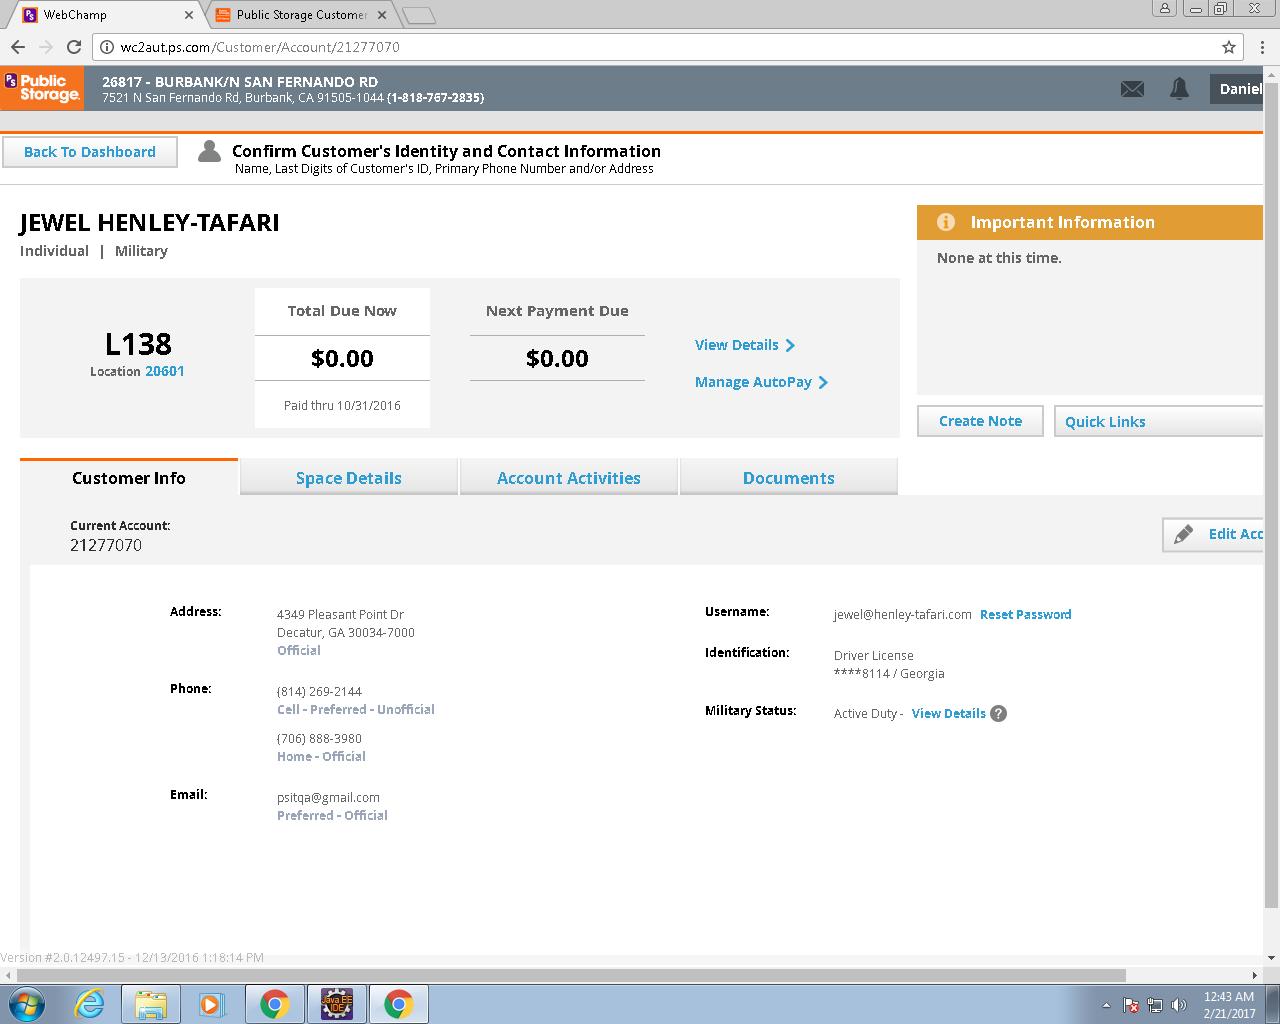 WebChamp
Public Storage Customer
wc2aut.ps.com/Customer/Account/21277070
PS Public Storage.
26817 - BURBANK/N SAN FERNANDO RD
7521 N San Fernando Rd, Burbank, CA 91505-1044 (1-818-767-2835)
Daniel
Back To Dashboard
Confirm Customer's Identity and Contact Information
Name, Last Digits of Customer's ID, Primary Phone Number and/or Address
JEWEL HENLEY-TAFARI
Individual | Military
Important Information
None at this time.
L138
Location 20601
Total Due Now
$0.00
Paid thru 10/31/2016
Next Payment Due
$0.00
View Details
Manage AutoPay
Create Note
Quick Links
Customer Info
Space Details
Account Activities
Documents
Current Account:
21277070
Edit Acc
Address:
4349 Pleasant Point Dr
Decatur, GA 30034-7000
Official
Phone:
(814) 269-2144
Cell - Preferred - Unofficial
(706) 888-3980
Home - Official
Email:
psitqa@gmail.com
Preferred - Official
Username:
jewel@henley-tafari.com Reset Password
Identification:
Driver License
****8114 / Georgia
Military Status:
Active Duty - View Details ?
Version #2.0.12497.15 - 12/13/2016 1:18:14 PM
Java EE
IDE
12:43 AM
2/21/2017